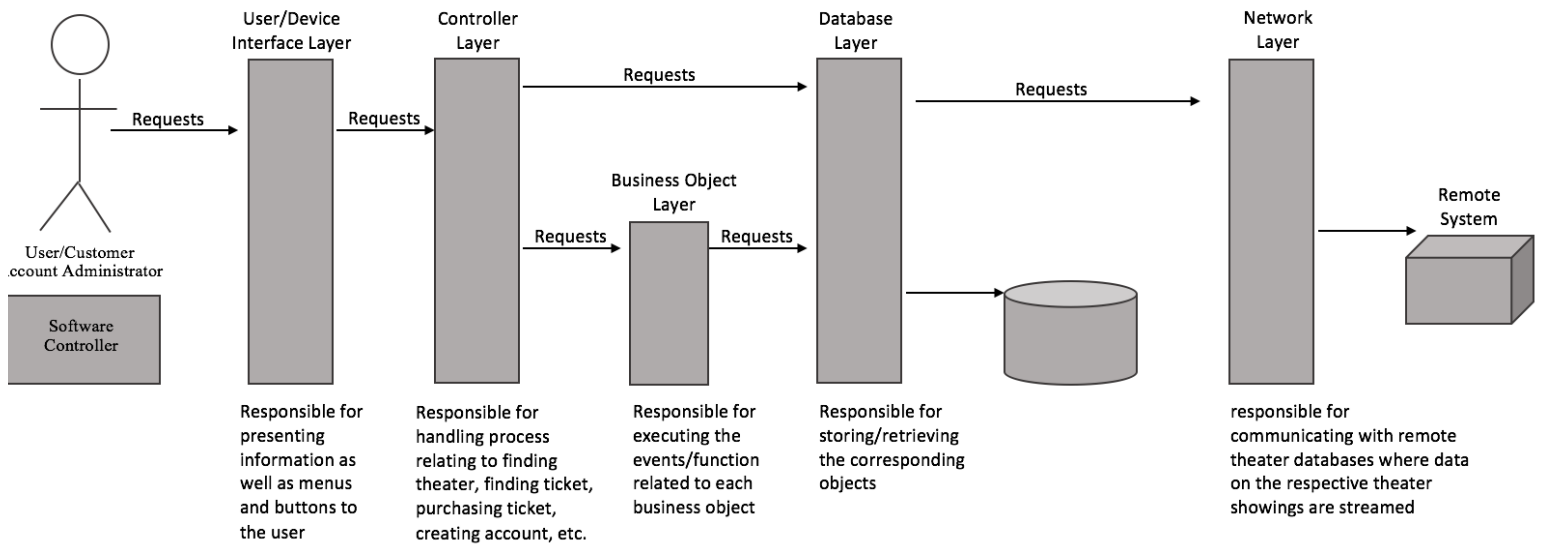 User/Device
Interface Layer
Controller
Layer
Database
Layer
Network
Layer
Requests
Requests
Requests
Requests
Business Object
Layer
Requests
Requests
Remote
System
User/Customer
ccount Administrator
Software
Controller
Responsible for
presenting
information as
well as menus
and buttons to
the user
Responsible for
handling process
relating to finding
theater, finding ticket,
purchasing ticket,
creating account, etc.
Responsible for
executing the
events/function
related to each
business object
Responsible for
storing/retrieving
the corresponding
objects
responsible for
communicating with remote
theater databases where data
on the respective theater
showings are streamed